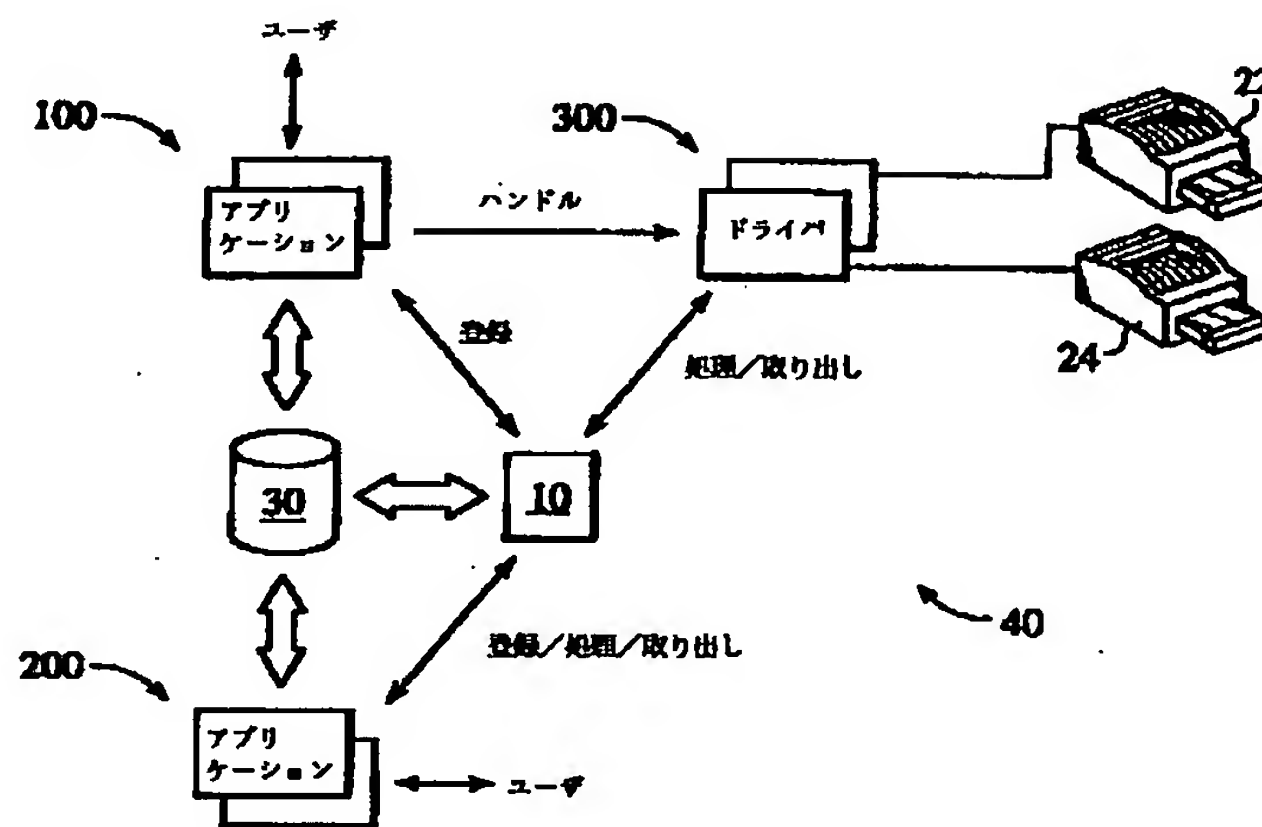 ユーザ
100
アプリ
ケーション
ハンドル
300
ドライバ
22
24
登録
処理/取り出し
30
10
40
登録/処理/取り出し
200
アプリ
ケーション
ユーザ